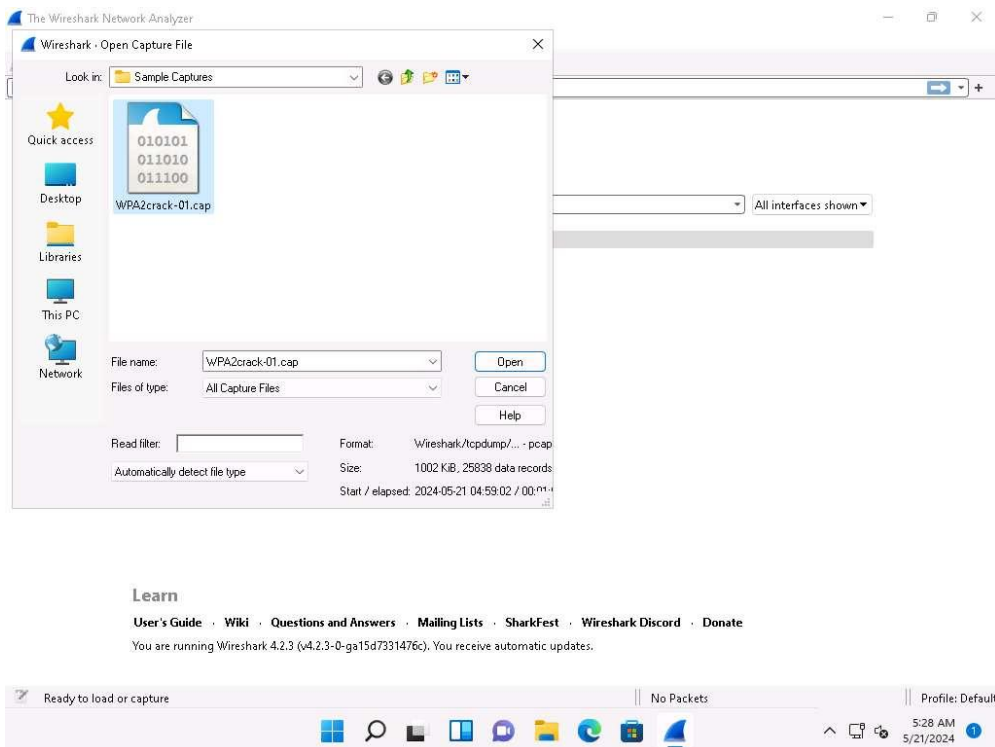 The Wireshark Network Analyzer
Wireshark · Open Capture File
Look in: Sample Captures
Quick access
Desktop
Libraries
This PC
Network
010101
011010
011100
WPA2crack-01.cap
All interfaces shown
File name: WPA2crack-01.cap Open
Files of type: All Capture Files Cancel
Help
Read filter:
Automatically detect file type
Format: Wireshark/tcpdump/... - pcap
Size: 1002 KiB, 25838 data records
Start / elapsed: 2024-05-21 04:59:02 / 00:01:
Learn
User's Guide · Wiki · Questions and Answers · Mailing Lists · SharkFest · Wireshark Discord · Donate
You are running Wireshark 4.2.3 (v4.2.3-0-ga15d7331476c). You receive automatic updates.
Ready to load or capture No Packets Profile: Default
5:28 AM
5/21/2024
1